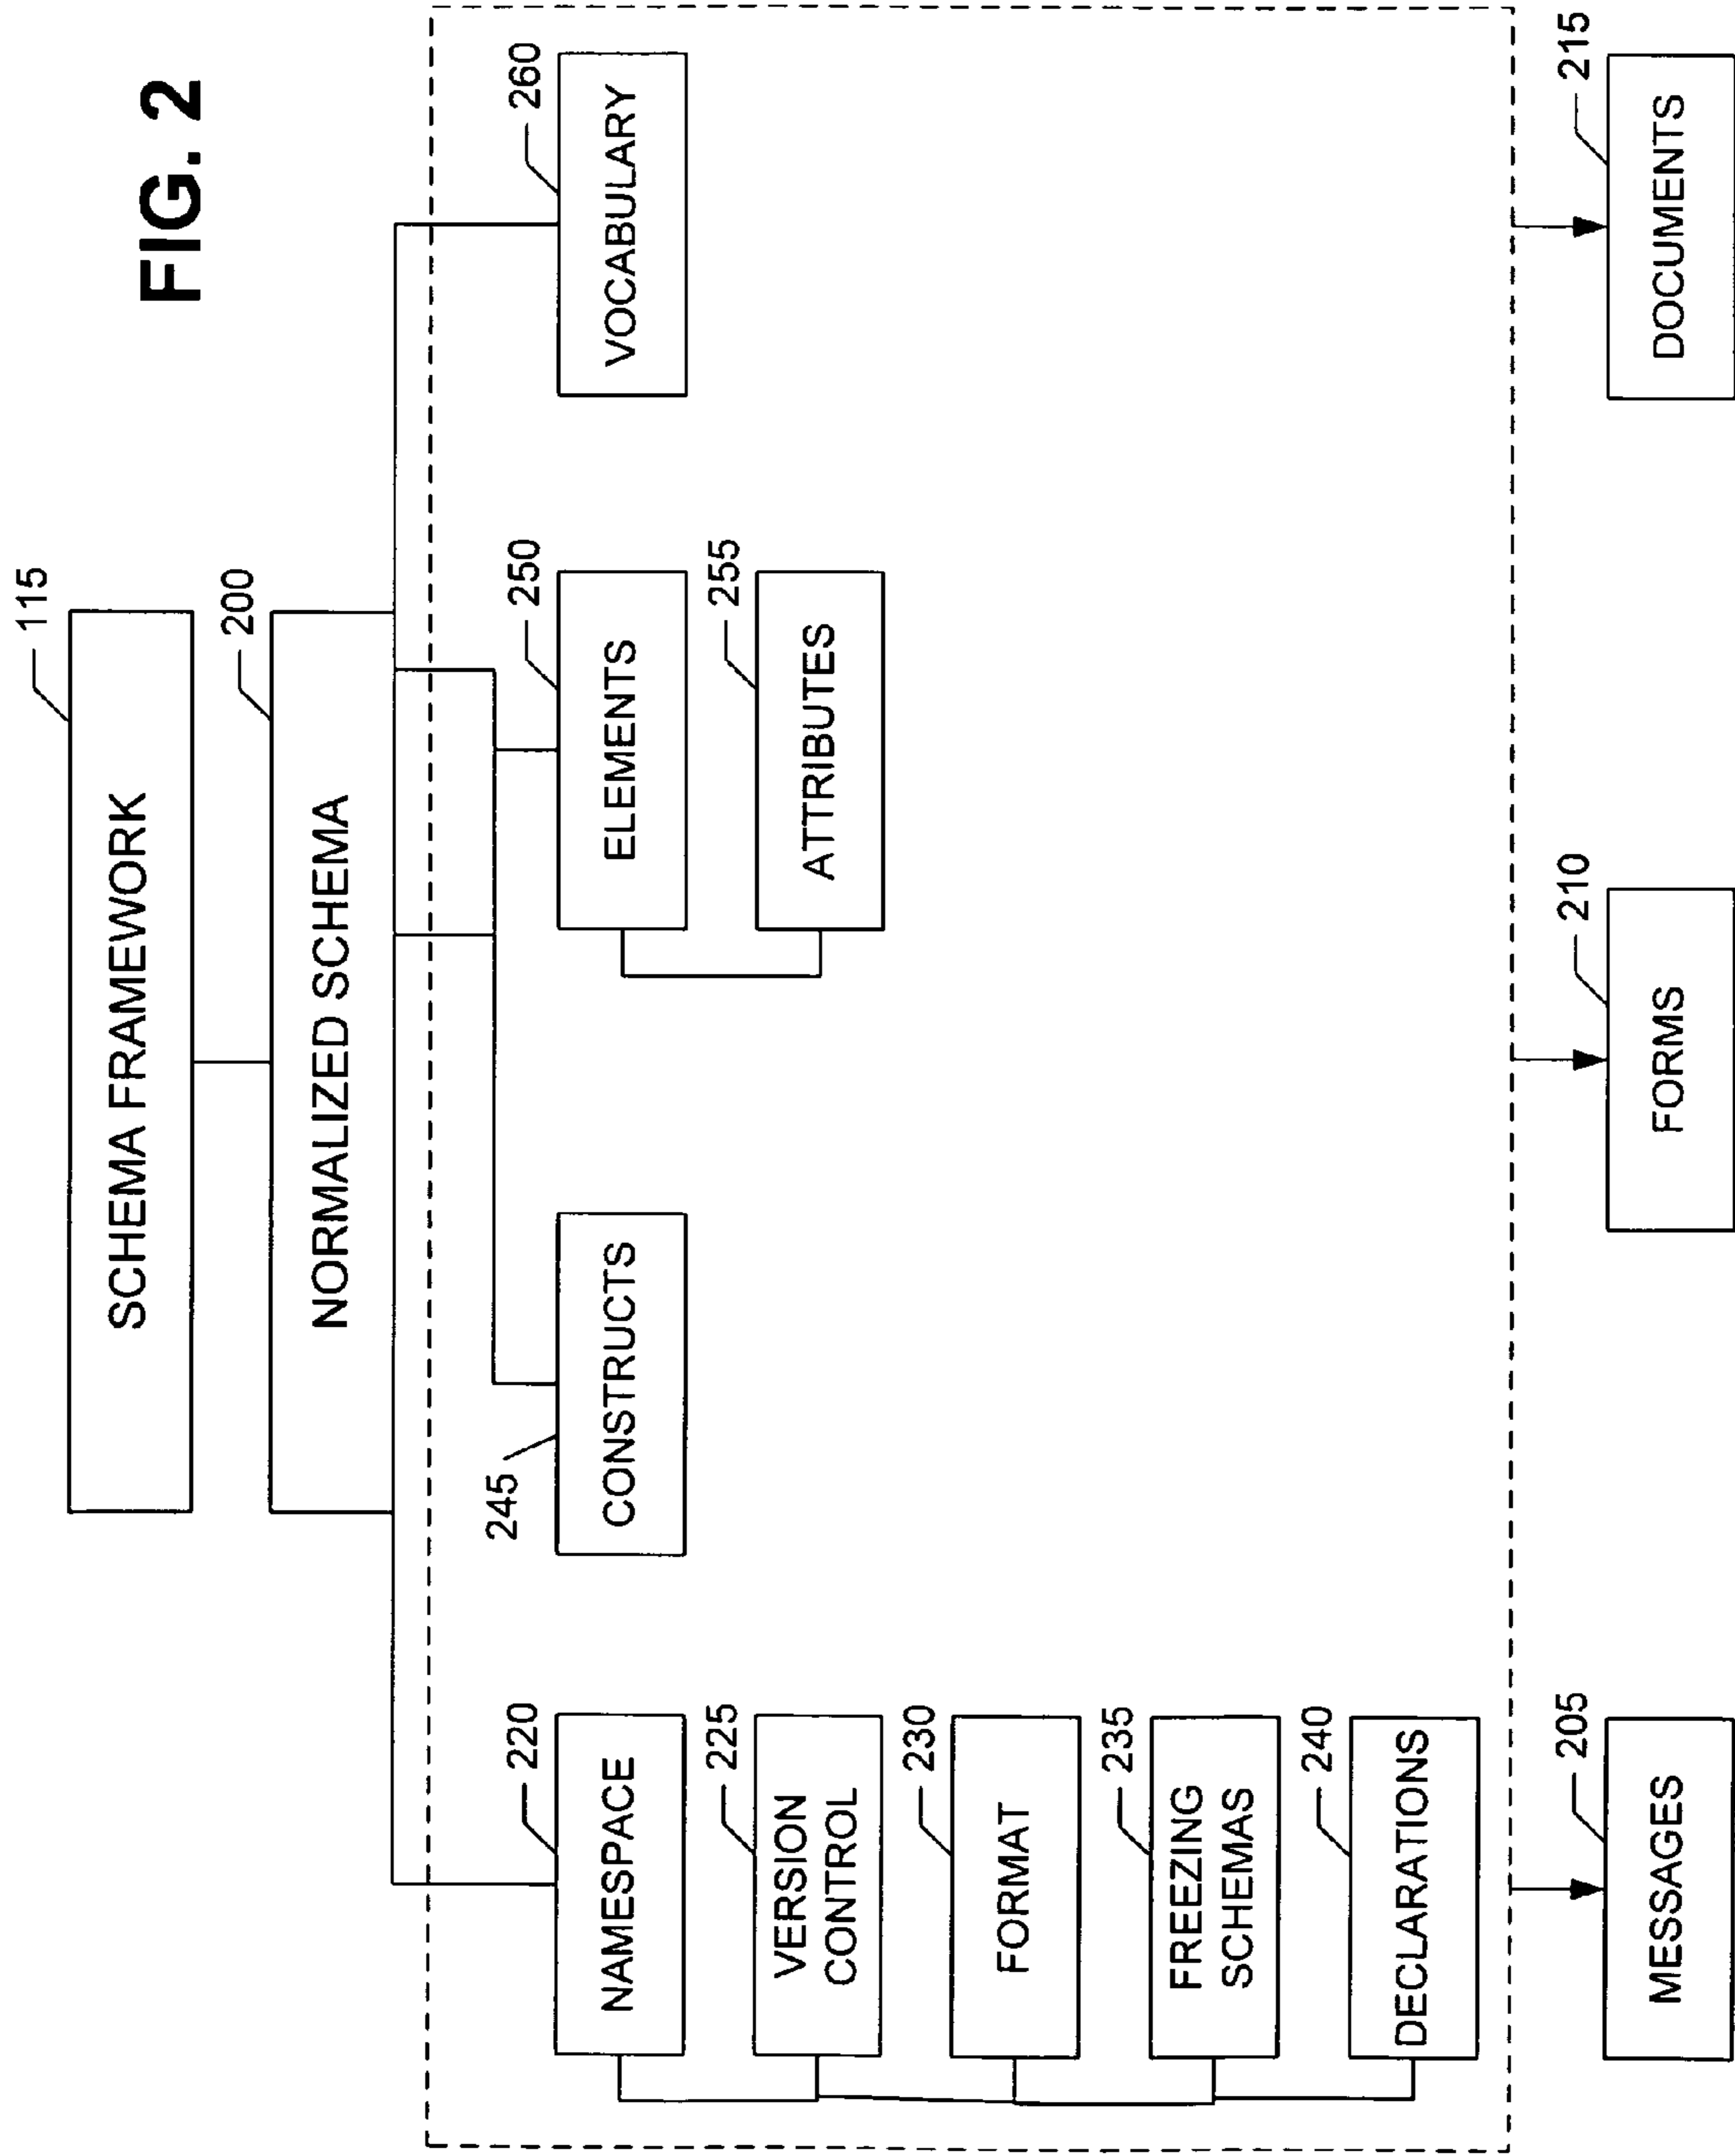 FIG. 2
SCHEMA FRAMEWORK
115
NORMALIZED SCHEMA
200
NAMESPACE
220
VERSION
CONTROL
225
FORMAT
230
FREEZING
SCHEMAS
235
DECLARATIONS
240
CONSTRUCTS
245
ELEMENTS
250
ATTRIBUTES
255
VOCABULARY
260
MESSAGES
205
FORMS
210
DOCUMENTS
215